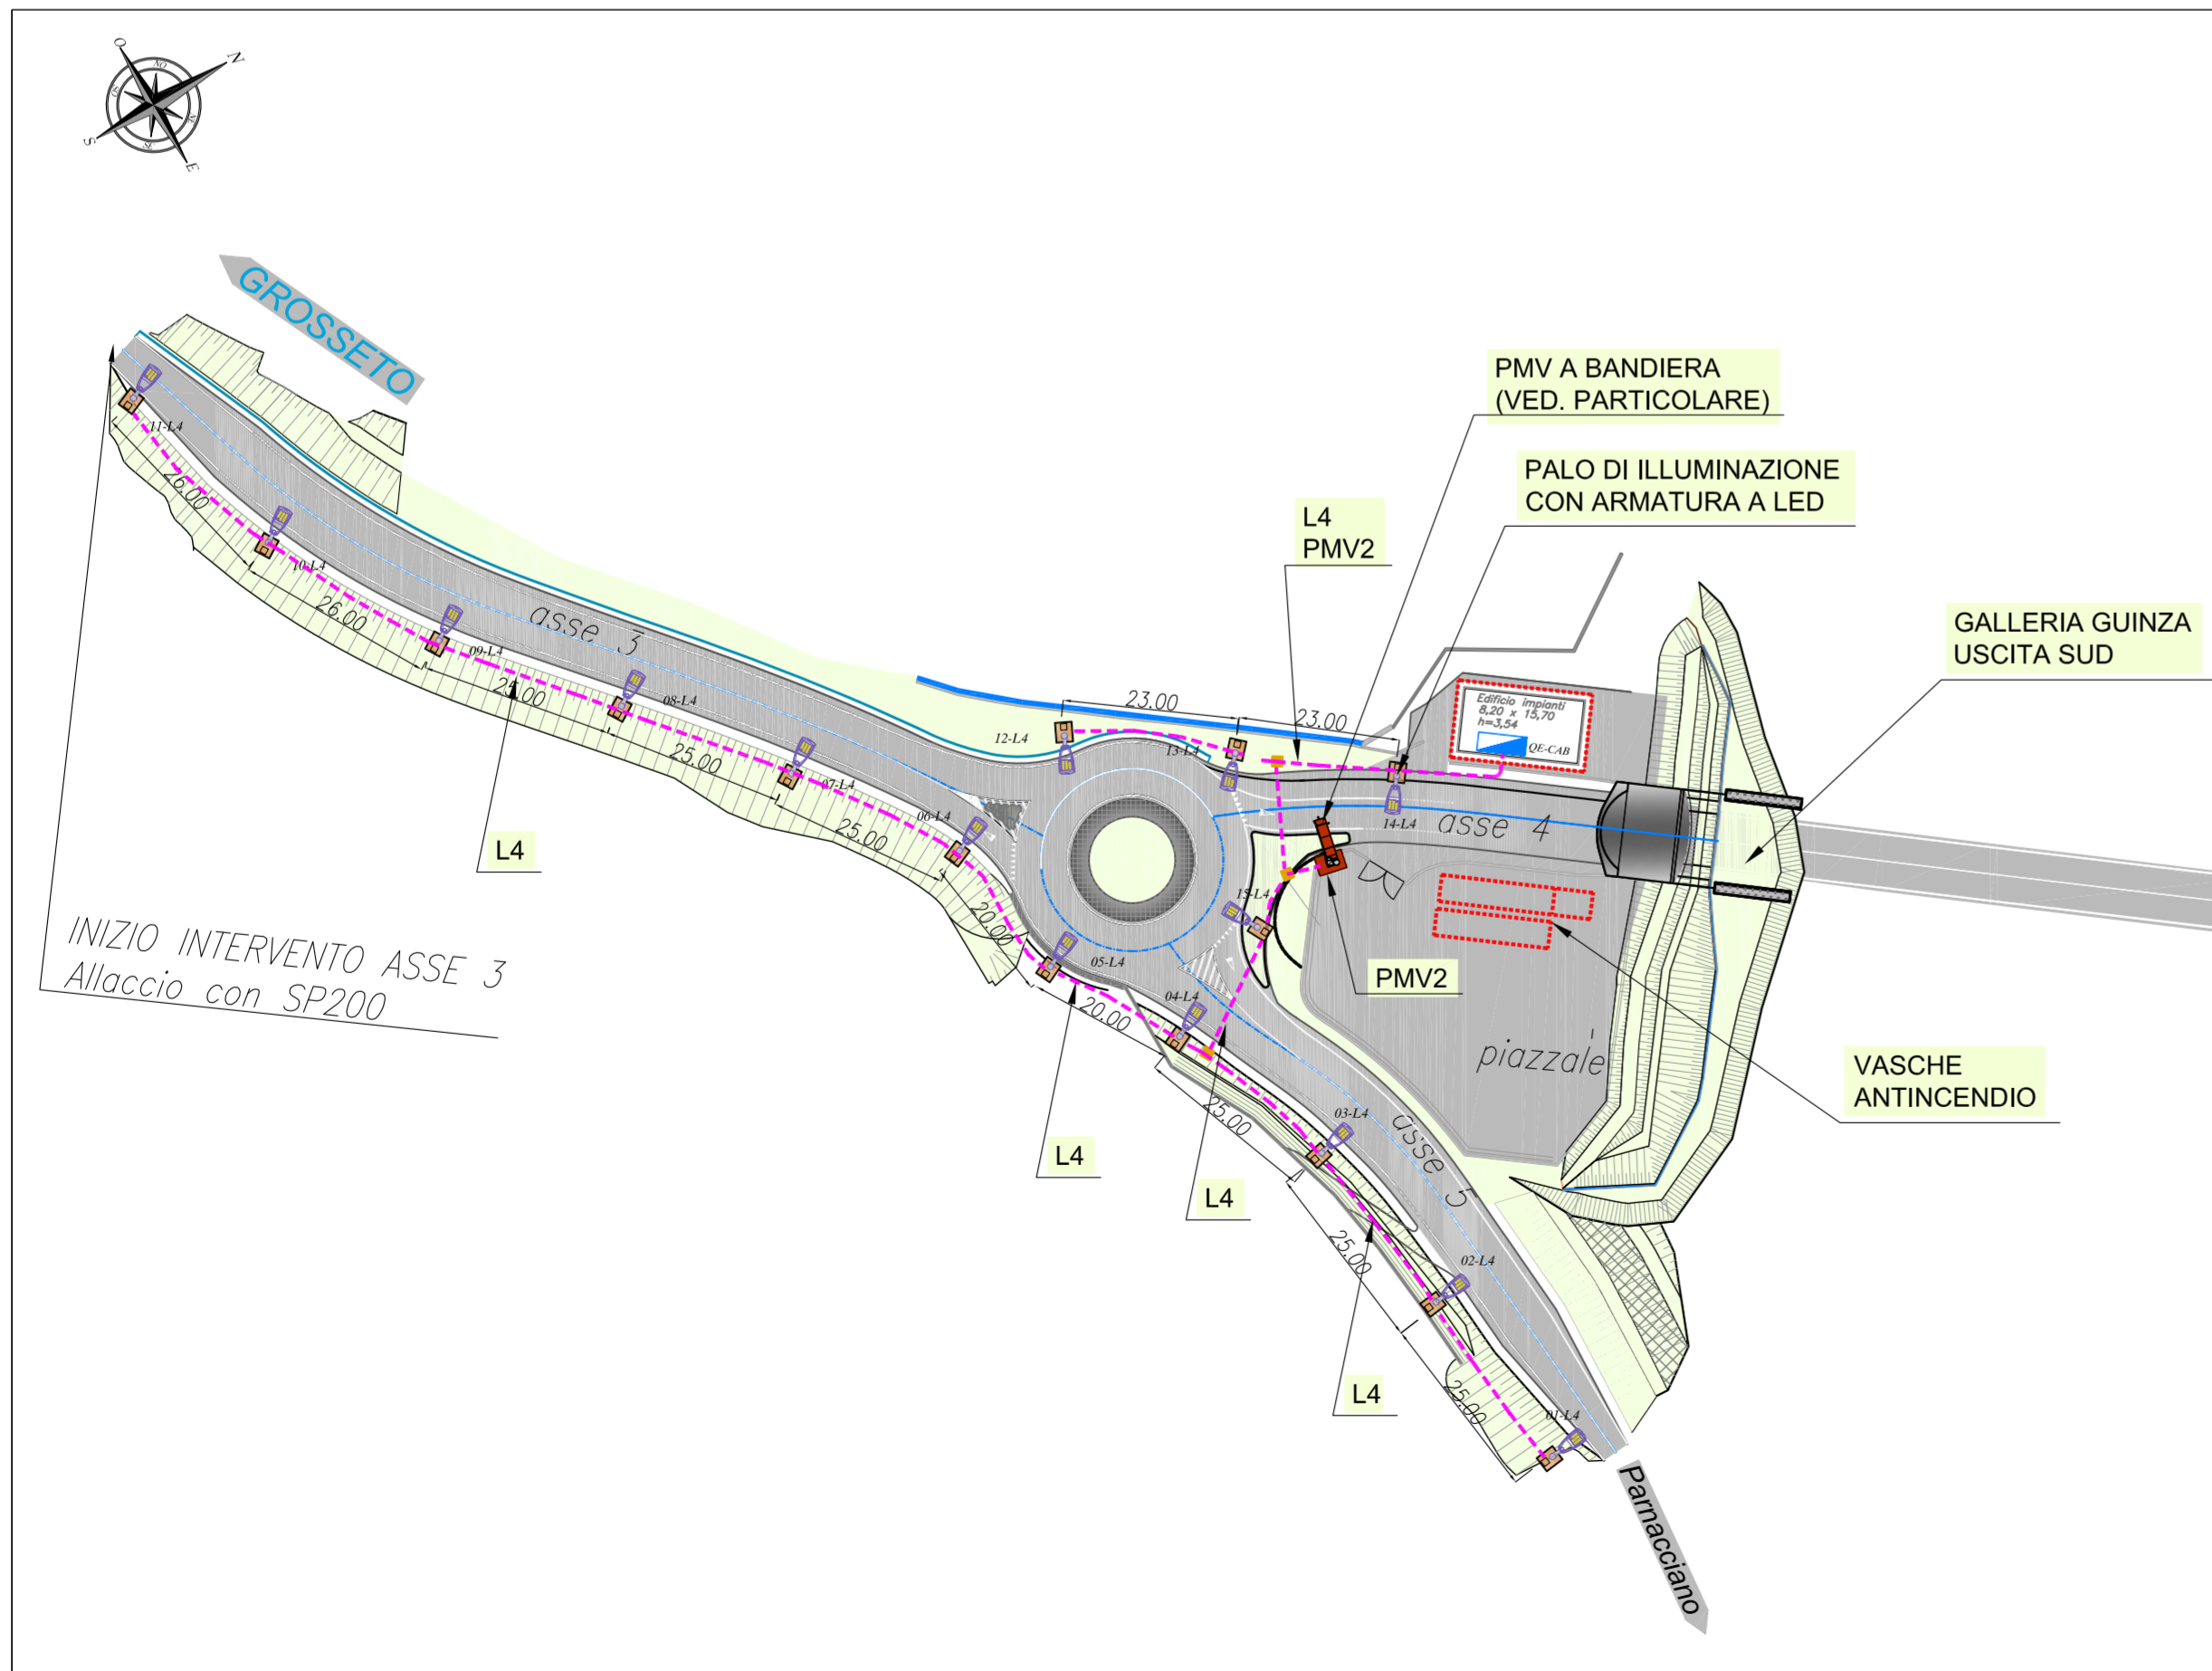 O
N
NO
SO
NE
S
SE
E
GROSSETO
PMV A BANDIERA
(VED. PARTICOLARE)
PALO DI ILLUMINAZIONE
CON ARMATURA A LED
L4
PMV2
GALLERIA GUINZA
USCITA SUD
11-L4
26.00
10-L4
26.00
09-L4
25.00
asse 3
08-L4
25.00
07-L4
25.00
06-L4
20.00
L4
12-L4
23.00
13-L4
23.00
Edificio impianti
8,20 x 15,70
h=3,54
QE-CAB
14-L4
asse 4
15-L4
PMV2
INIZIO INTERVENTO ASSE 3
Allaccio con SP200
05-L4
20.00
04-L4
25.00
L4
L4
piazzale
VASCHE
ANTINCENDIO
03-L4
asse 5
25.00
02-L4
L4
25.00
01-L4
Parnacciano